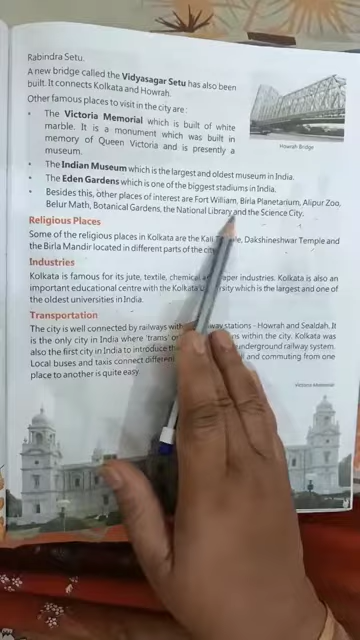 Rabindra Setu.
A new bridge called the Vidyasagar Setu has also been
built. It connects Kolkata and Howrah.
Other famous places to visit in the city are:
• The Victoria Memorial which is built of white
marble. It is a monument which was built in
memory of Queen Victoria and is presently a
museum.
Howrah Bridge
• The Indian Museum which is the largest and oldest museum in India.
• The Eden Gardens which is one of the biggest stadiums in India.
• Besides this, other places of interest are Fort William, Birla Planetarium, Alipur Zoo,
Belur Math, Botanical Gardens, the National Library and the Science City.
Religious Places
Some of the religious places in Kolkata are the Kali Temple, Dakshineshwar Temple and
the Birla Mandir located in different parts of the city.
Industries
Kolkata is famous for its jute, textile, chemical paper industries. Kolkata is also an
important educational centre with the Kolkata which is the largest and one of
the oldest universities in India.
Transportation
The city is well connected by railways with stations - Howrah and Sealdah. It
is the only city in India where 'trams' within the city. Kolkata was
also the first city in India to introduce underground railway system.
Local buses and taxis connect different and commuting from one
place to another is quite easy.
Victoria Memorial